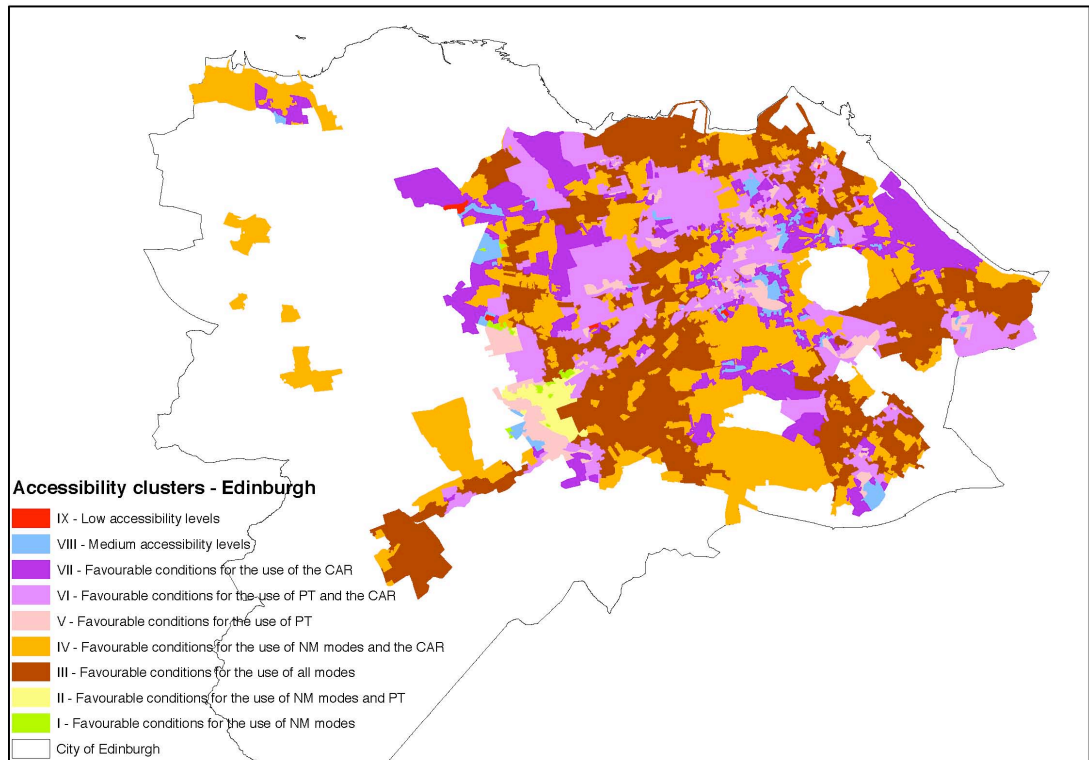 Accessibility clusters - Edinburgh
IX - Low accessibility levels
VIII - Medium accessibility levels
VII - Favourable conditions for the use of the CAR
VI - Favourable conditions for the use of PT and the CAR
V - Favourable conditions for the use of PT
IV - Favourable conditions for the use of NM modes and the CAR
III - Favourable conditions for the use of all modes
II - Favourable conditions for the use of NM modes and PT
I - Favourable conditions for the use of NM modes
City of Edinburgh